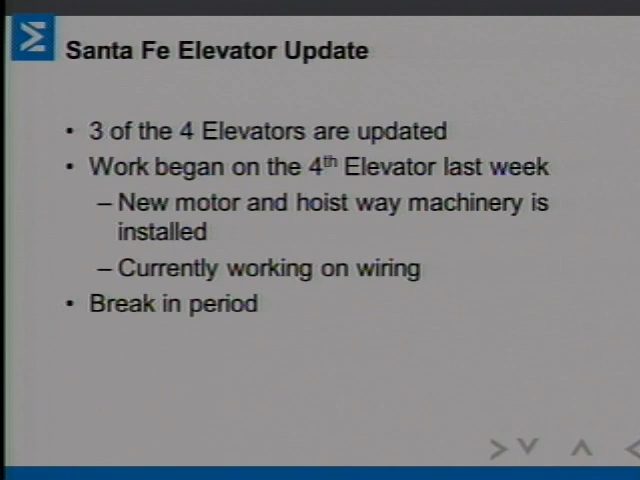 Santa Fe Elevator Update
• 3 of the 4 Elevators are updated
• Work began on the 4th Elevator last week
– New motor and hoist way machinery is
installed
– Currently working on wiring
• Break in period